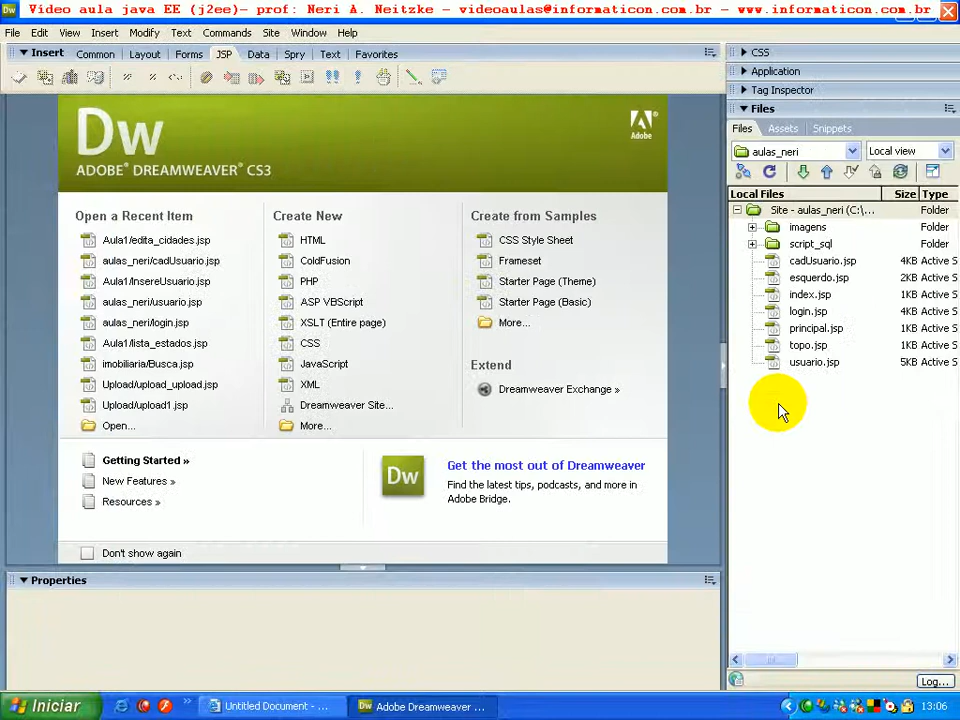 Video aula java EE (j2ee)- prof: Neri A. Neitzke - videoaulas@informaticon.com.br - www.informaticon.com.br
File Edit View Insert Modify Text Commands Site Window Help
Insert Common Layout Forms JSP Data Spry Text Favorites
CSS
Application
Tag Inspector
Files
Files Assets Snippets
aulas_neri Local view
Local Files Size Type
Site - aulas_neri (C:\... Folder
imagens Folder
script_sql Folder
cadUsuario.jsp 4KB Active S
esquerdo.jsp 2KB Active S
index.jsp 1KB Active S
login.jsp 4KB Active S
principal.jsp 1KB Active S
topo.jsp 1KB Active S
usuario.jsp 5KB Active S
Log...
Dw
ADOBE® DREAMWEAVER® CS3
Adobe
Open a Recent Item
Aula1/edita_cidades.jsp
aulas_neri/cadUsuario.jsp
Aula1/InsereUsuario.jsp
aulas_neri/usuario.jsp
aulas_neri/login.jsp
Aula1/lista_estados.jsp
imobiliaria/Busca.jsp
Upload/upload_upload.jsp
Upload/upload1.jsp
Open...
Create New
HTML
ColdFusion
PHP
ASP VBScript
XSLT (Entire page)
CSS
JavaScript
XML
Dreamweaver Site...
More...
Create from Samples
CSS Style Sheet
Frameset
Starter Page (Theme)
Starter Page (Basic)
More...
Extend
Dreamweaver Exchange »
Getting Started »
New Features »
Resources »
Dw
Get the most out of Dreamweaver
Find the latest tips, podcasts, and more in
Adobe Bridge.
Don't show again
Properties
Iniciar
Untitled Document - ...
Dw Adobe Dreamweaver ...
13:06